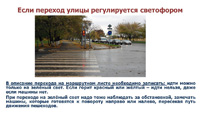 Если переход улицы регулируется светофором
В описание перехода на маршрутном листе необходимо записать: идти можно
только на зелёный свет. Если горит красный или жёлтый – идти нельзя, даже
если машины нет.
При переходе на зелёный свет надо точно наблюдать за обстановкой, замечать
машины, которые готовятся к повороту направо или налево, пересекая путь
движению пешеходов.